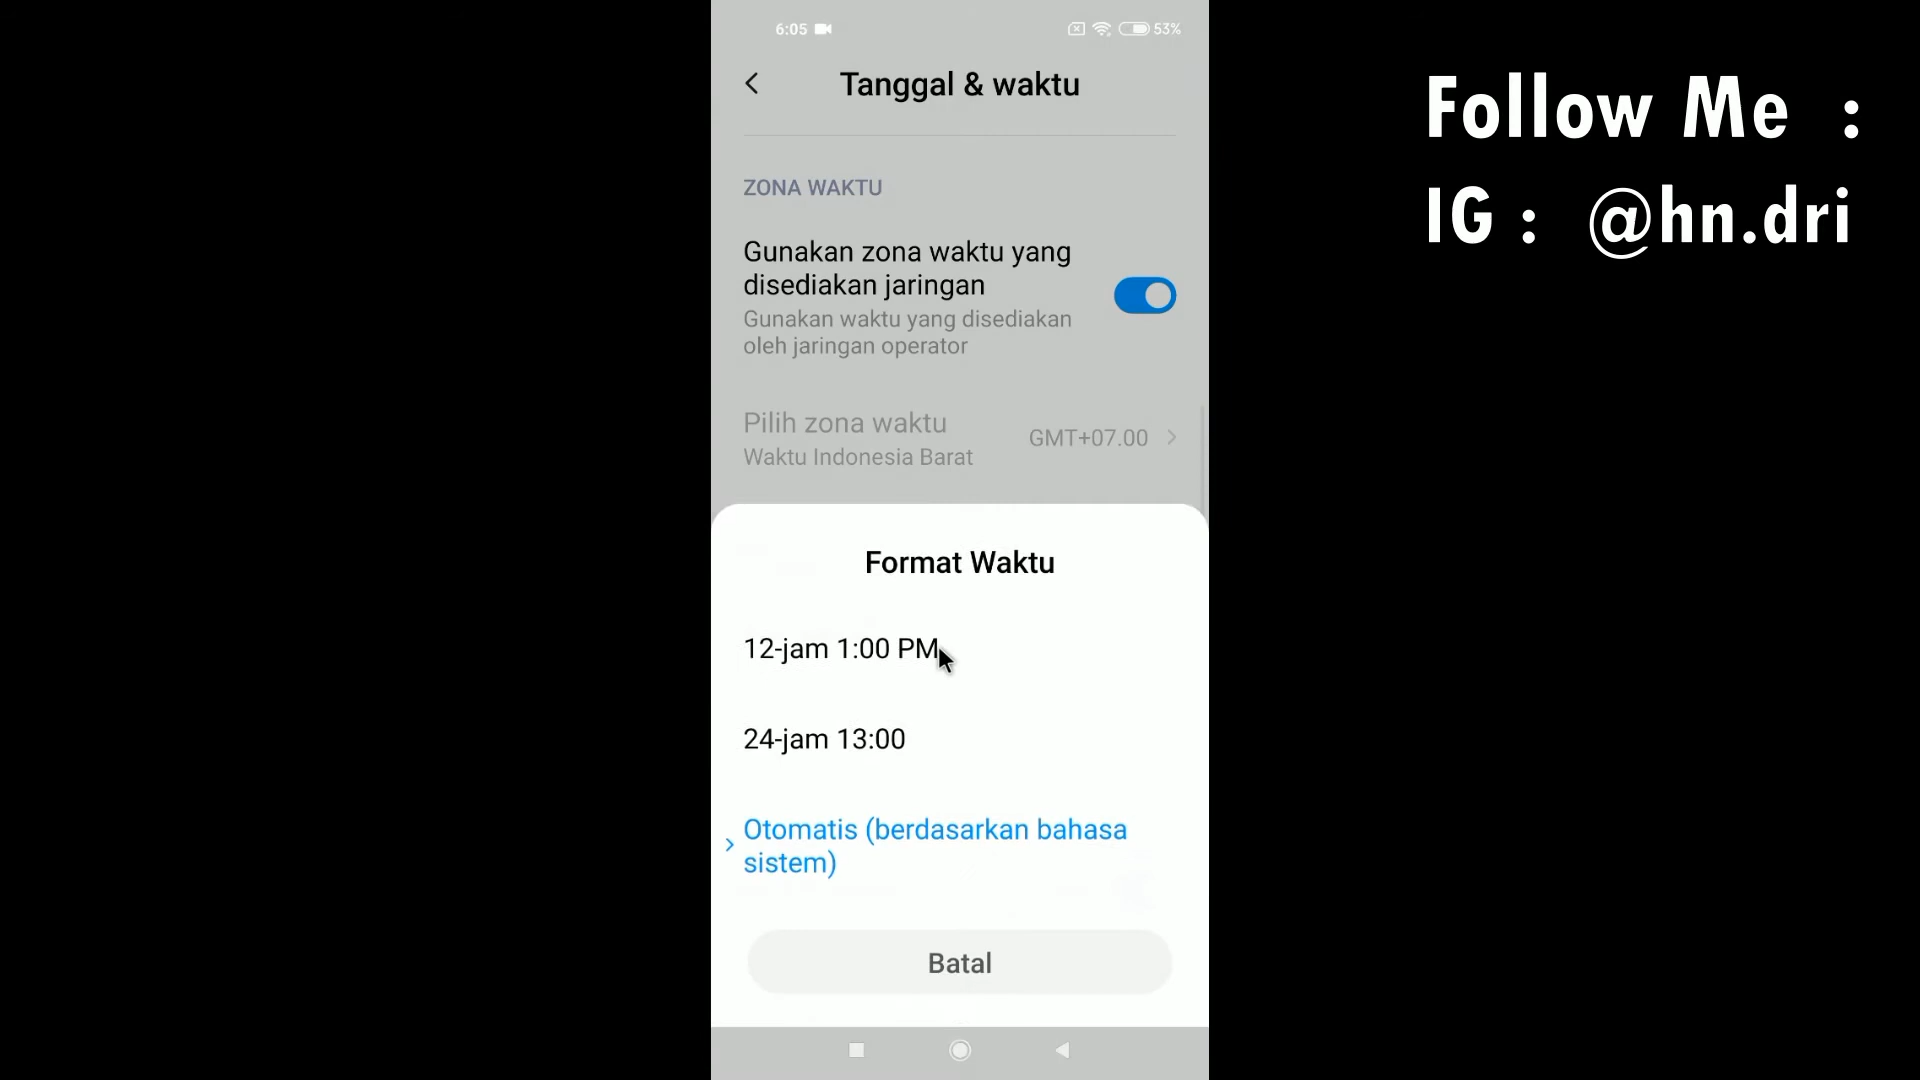 6:05
53%
Tanggal & waktu
ZONA WAKTU
Gunakan zona waktu yang
disediakan jaringan
Gunakan waktu yang disediakan
oleh jaringan operator
Pilih zona waktu
Waktu Indonesia Barat
GMT+07.00
Format Waktu
12-jam 1:00 PM
24-jam 13:00
Otomatis (berdasarkan bahasa
sistem)
Batal
Follow Me :
IG : @hn.dri